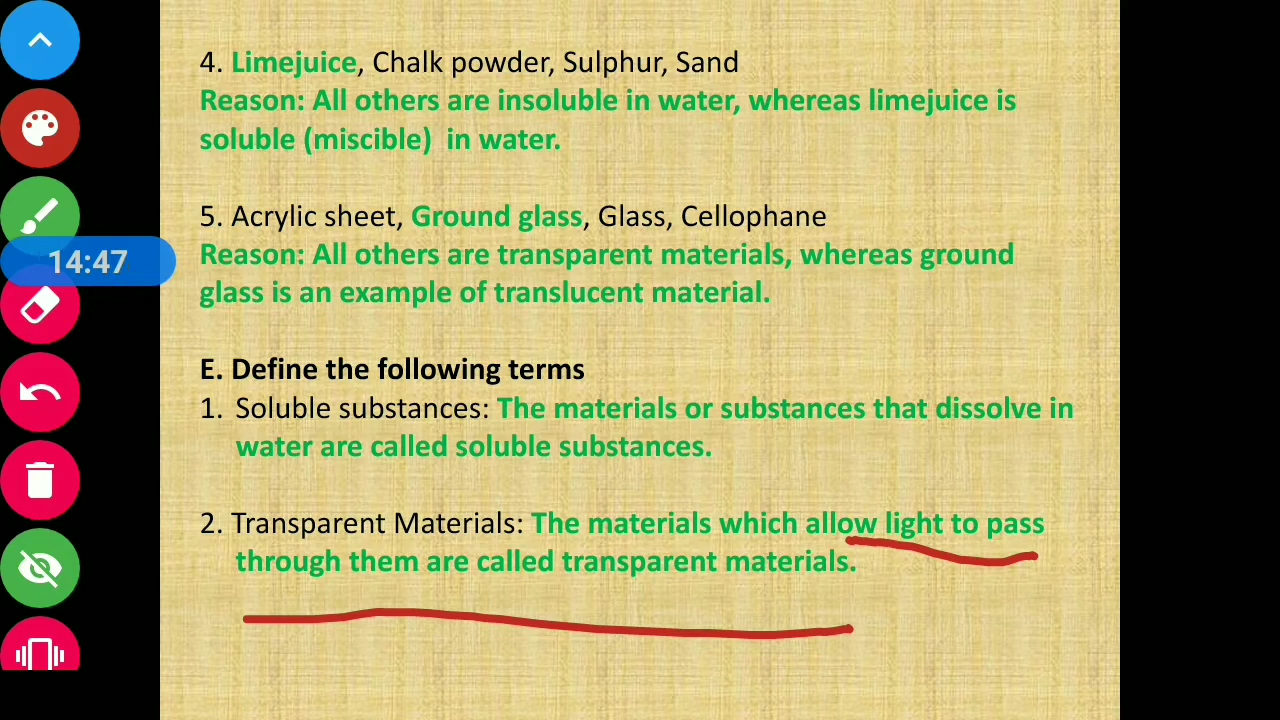 4. Limejuice, Chalk powder, Sulphur, Sand
Reason: All others are insoluble in water, whereas limejuice is
soluble (miscible)  in water.
5. Acrylic sheet, Ground glass, Glass, Cellophane
Reason: All others are transparent materials, whereas ground
glass is an example of translucent material.
14:47
E. Define the following terms
1. Soluble substances: The materials or substances that dissolve in
water are called soluble substances.
2. Transparent Materials: The materials which allow light to pass
through them are called transparent materials.